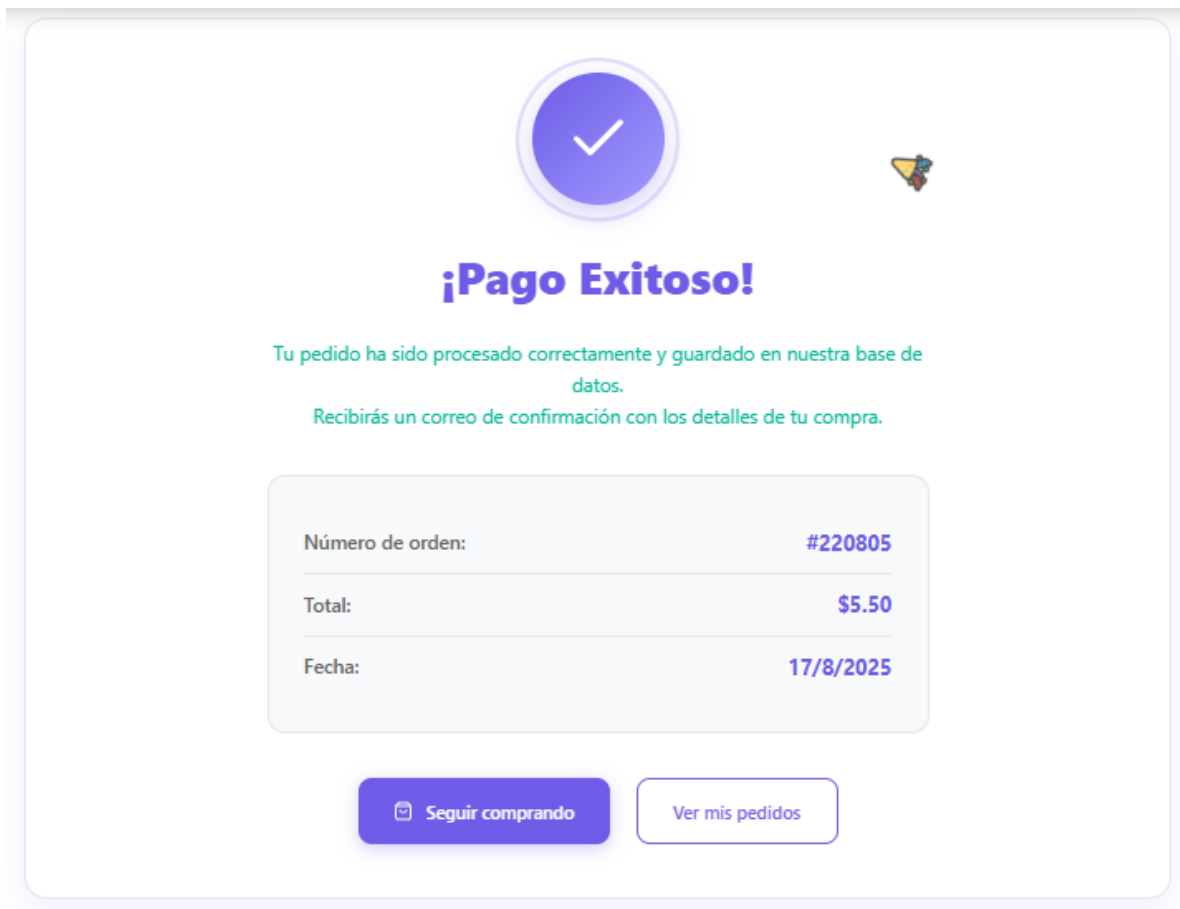 ¡Pago Exitoso!
Tu pedido ha sido procesado correctamente y guardado en nuestra base de
datos.
Recibirás un correo de confirmación con los detalles de tu compra.
Número de orden: #220805
Total: $5.50
Fecha: 17/8/2025
Seguir comprando Ver mis pedidos